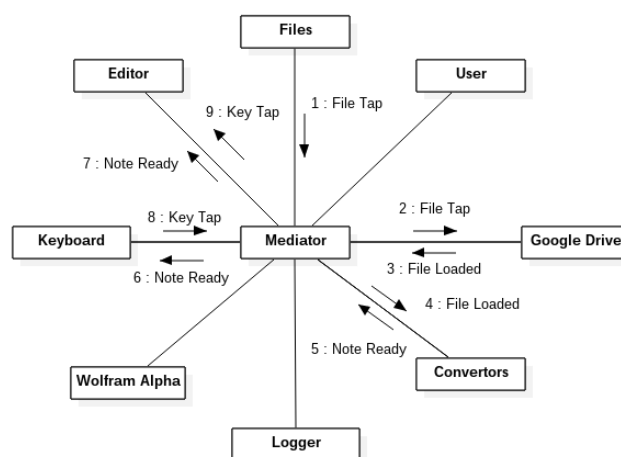 Files
Editor
User
9 : Key Tap
1 : File Tap
7 : Note Ready
8 : Key Tap
2 : File Tap
Keyboard
Mediator
Google Drive
6 : Note Ready
3 : File Loaded
4 : File Loaded
5 : Note Ready
Wolfram Alpha
Convertors
Logger